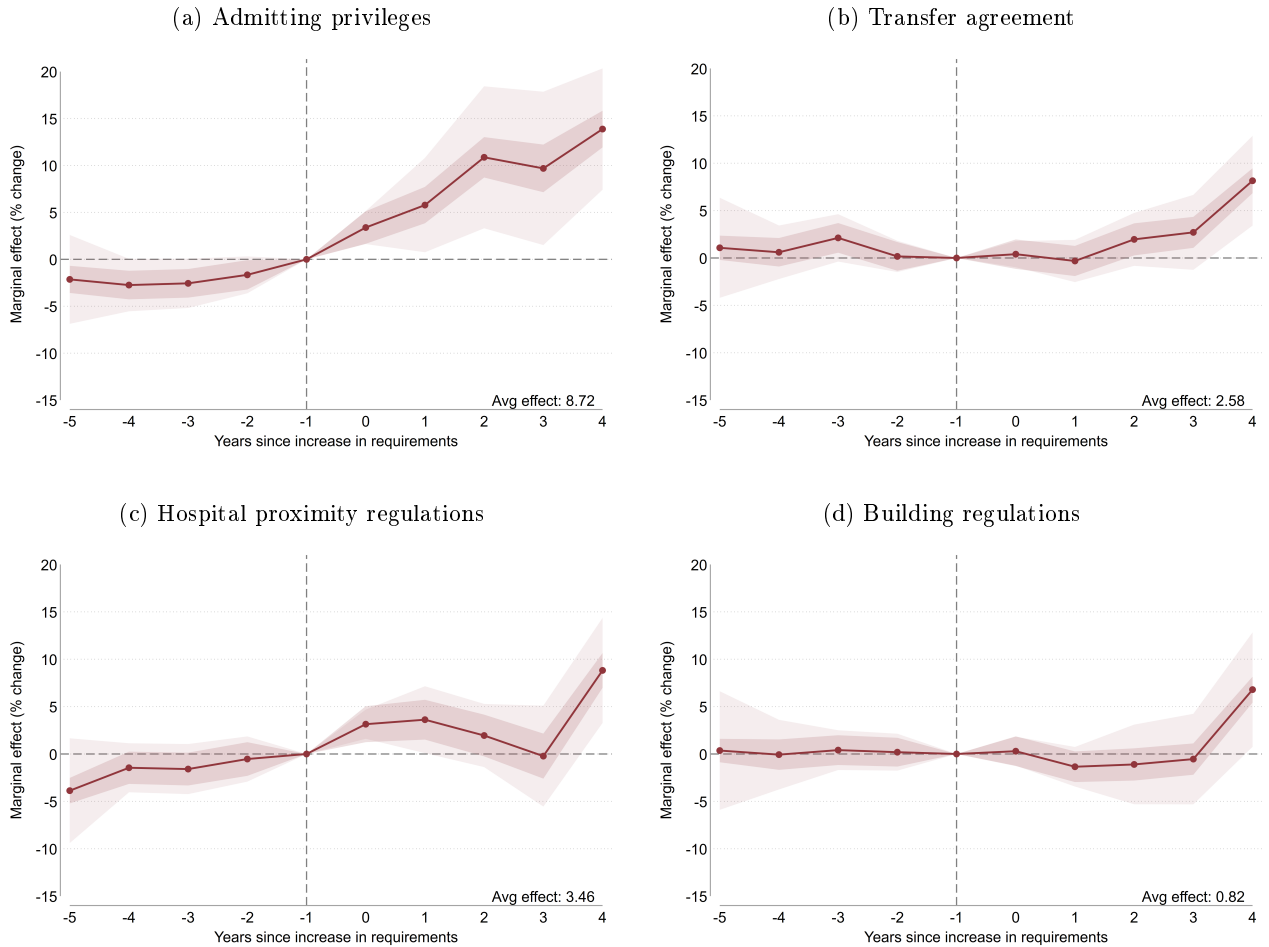 (a) Admitting privileges
Marginal effect (% change)
20
15
10
5
0
-5
-10
-15
Avg effect: 8.72
-5 -4 -3 -2 -1 0 1 2 3 4
Years since increase in requirements
(b) Transfer agreement
Marginal effect (% change)
20
15
10
5
0
-5
-10
-15
Avg effect: 2.58
-5 -4 -3 -2 -1 0 1 2 3 4
Years since increase in requirements
(c) Hospital proximity regulations
Marginal effect (% change)
20
15
10
5
0
-5
-10
-15
Avg effect: 3.46
-5 -4 -3 -2 -1 0 1 2 3 4
Years since increase in requirements
(d) Building regulations
Marginal effect (% change)
20
15
10
5
0
-5
-10
-15
Avg effect: 0.82
-5 -4 -3 -2 -1 0 1 2 3 4
Years since increase in requirements